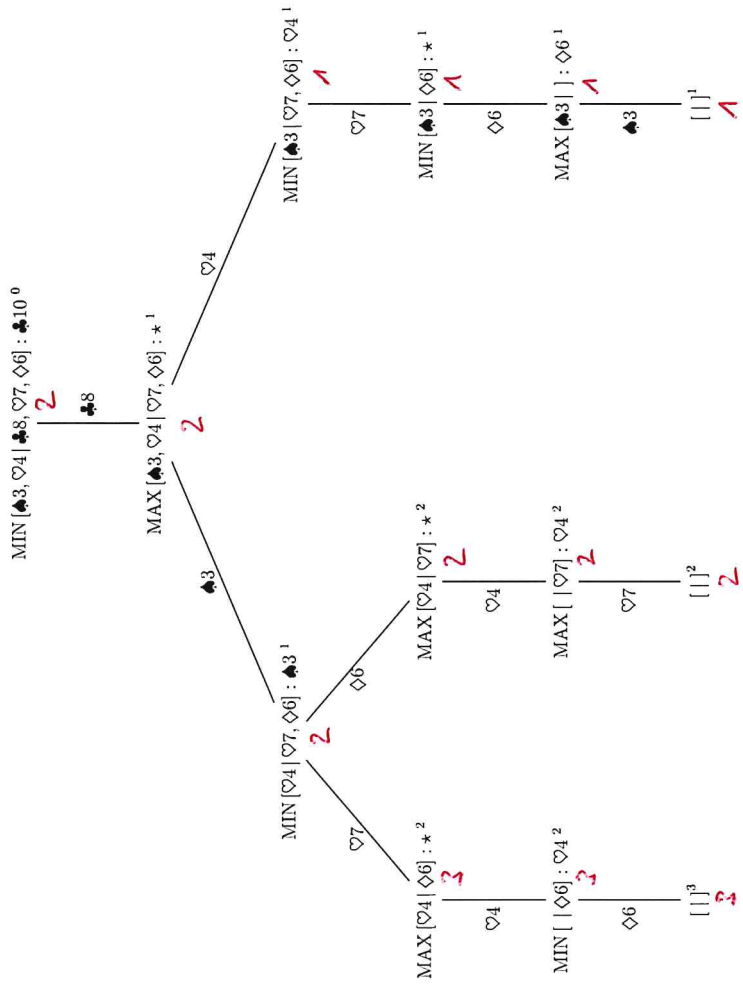 MIN [♠3, ♡4 | ♣8, ♡7, ♢6] : ♣10 ⁰
2
♣8
MAX [♠3, ♡4 | ♡7, ♢6] : ⋆ ¹
2
♠3
♡4
MIN [♡4 | ♡7, ♢6] : ♠3 ¹
2
MIN [♠3 | ♡7, ♢6] : ♡4 ¹
1
♡7
♢6
♡7
MAX [♡4 | ♢6] : ⋆ ²
3
MAX [♡4 | ♡7] : ⋆ ²
2
MIN [♠3 | ♢6] : ⋆ ¹
1
♡4
♡4
♢6
MIN [ | ♢6] : ♡4 ²
3
MAX [ | ♡7] : ♡4 ²
2
MAX [♠3 | ] : ♢6 ¹
1
♢6
♡7
♠3
[ | ] ³
3
[ | ] ²
2
[ | ] ¹
1